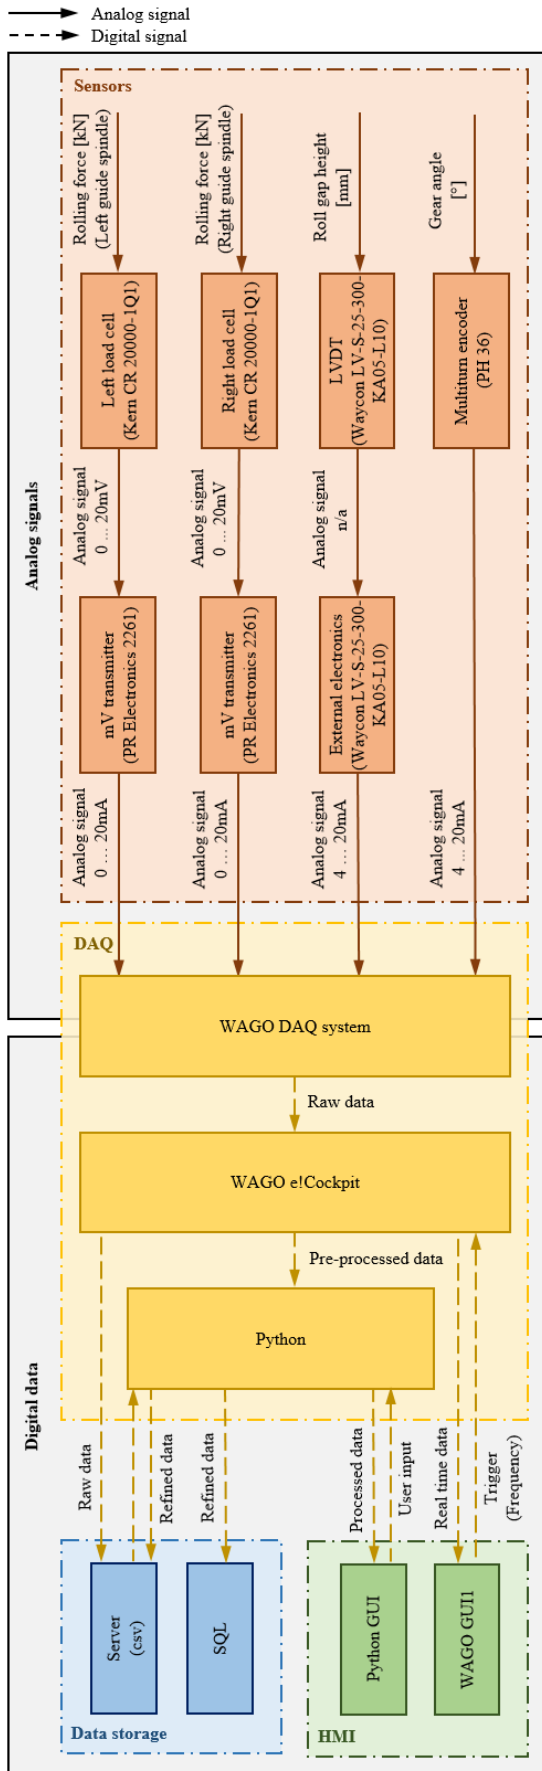 Analog signal
Digital signal
Analog signals
Sensors
Rolling force [kN]
(Left guide spindle)
Rolling force [kN]
(Right guide spindle)
Roll gap height
[mm]
Gear angle
[°]
Left load cell
(Kern CR 20000-1Q1)
Right load cell
(Kern CR 20000-1Q1)
LVDT
(Waycon LV-S-25-300-
KA05-L10)
Multiturn encoder
(PH 36)
Analog signal
0 … 20mV
Analog signal
0 … 20mV
Analog signal
n/a
mV transmitter
(PR Electronics 2261)
mV transmitter
(PR Electronics 2261)
External electronics
(Waycon LV-S-25-300-
KA05-L10)
Analog signal
0 … 20mA
Analog signal
0 … 20mA
Analog signal
4 … 20mA
Analog signal
4 … 20mA
DAQ
WAGO DAQ system
Raw data
WAGO e!Cockpit
Pre-processed data
Python
Digital data
Raw data
Refined data
Refined data
Processed data
User input
Real time data
Trigger
(Frequency)
Server
(csv)
SQL
Python GUI
WAGO GUI1
Data storage
HMI